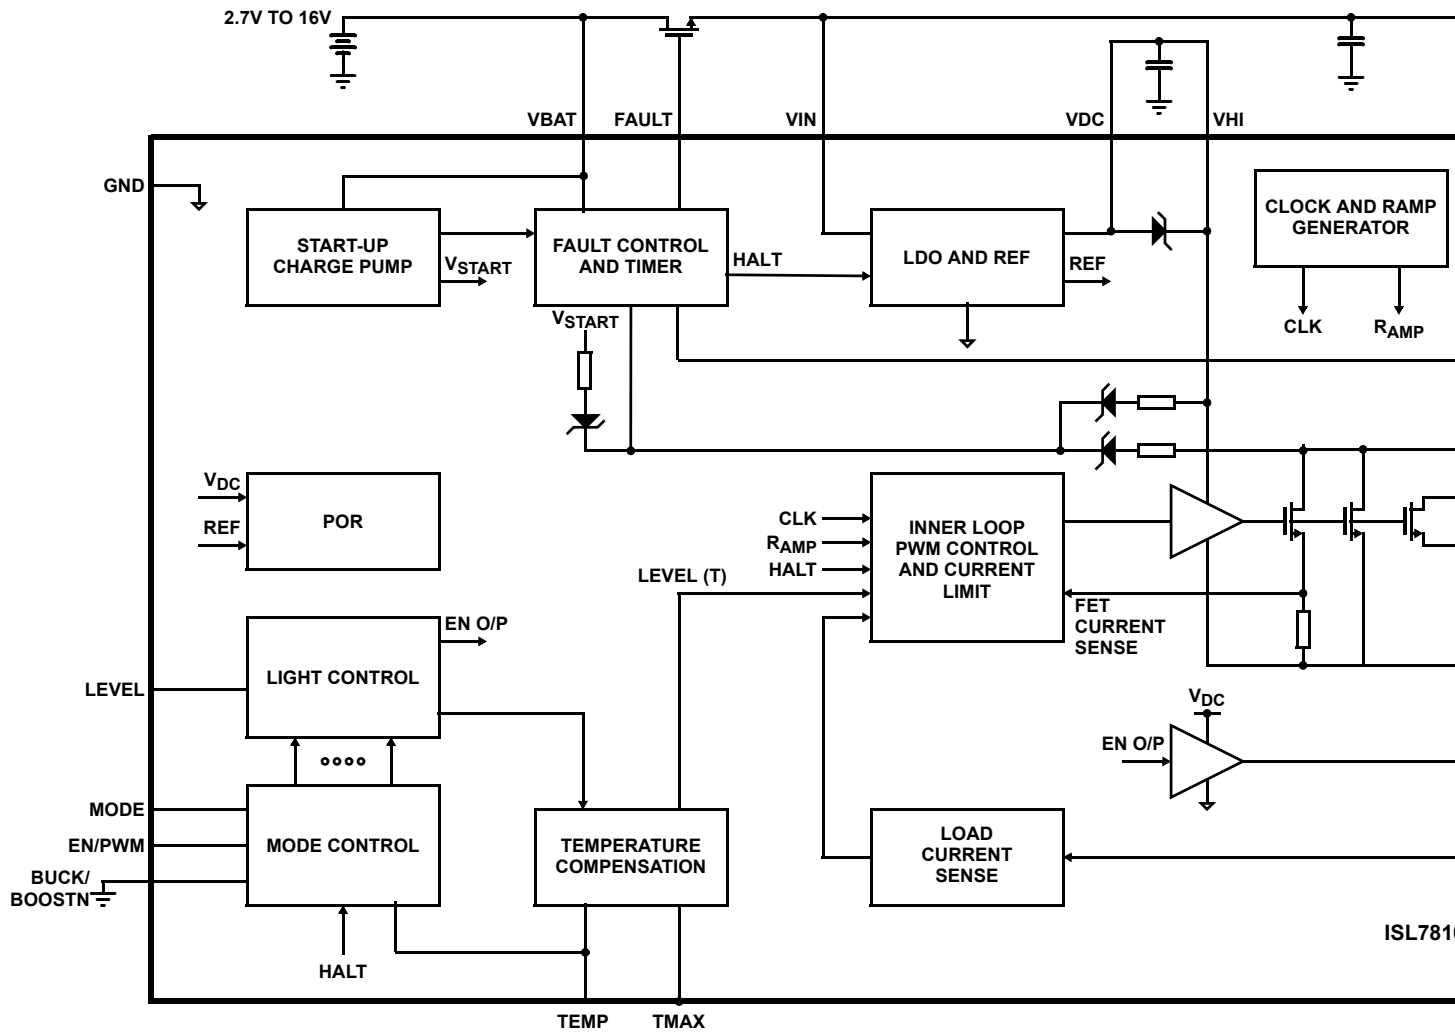 2.7V TO 16V
VBAT
FAULT
VIN
VDC
VHI
GND
START-UP
CHARGE PUMP
VSTART
FAULT CONTROL
AND TIMER
HALT
LDO AND REF
REF
CLOCK AND RAMP
GENERATOR
CLK
RAMP
VSTART
VDC
REF
POR
CLK
RAMP
HALT
LEVEL (T)
INNER LOOP
PWM CONTROL
AND CURRENT
LIMIT
FET
CURRENT
SENSE
EN O/P
LIGHT CONTROL
LEVEL
VDC
EN O/P
MODE
EN/PWM
BUCK/
BOOSTN
MODE CONTROL
TEMPERATURE
COMPENSATION
LOAD
CURRENT
SENSE
HALT
ISL781
TEMP
TMAX